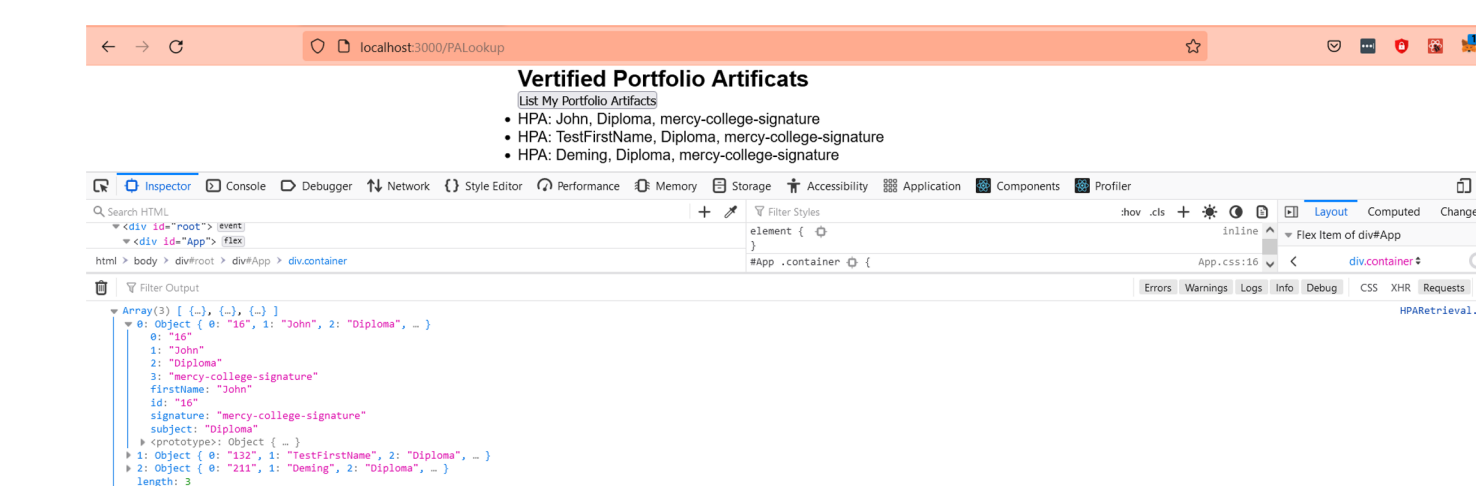 localhost:3000/PALookup
Vertified Portfolio Artificats
List My Portfolio Artifacts
• HPA: John, Diploma, mercy-college-signature
• HPA: TestFirstName, Diploma, mercy-college-signature
• HPA: Deming, Diploma, mercy-college-signature
Inspector Console Debugger Network {} Style Editor Performance Memory Storage Accessibility Application Components Profiler
Search HTML + Filter Styles :hov .cls + Layout Computed Change
<div id="root"> event
<div id="App"> flex
html > body > div#root > div#App > div.container
element { inline
}
#App .container { App.css:16
Flex Item of div#App
div.container
Filter Output Errors Warnings Logs Info Debug CSS XHR Requests
Array(3) [ {…}, {…}, {…} ] HPARetrieval.
0: Object { 0: "16", 1: "John", 2: "Diploma", … }
0: "16"
1: "John"
2: "Diploma"
3: "mercy-college-signature"
firstName: "John"
id: "16"
signature: "mercy-college-signature"
subject: "Diploma"
<prototype>: Object { … }
1: Object { 0: "132", 1: "TestFirstName", 2: "Diploma", … }
2: Object { 0: "211", 1: "Deming", 2: "Diploma", … }
length: 3